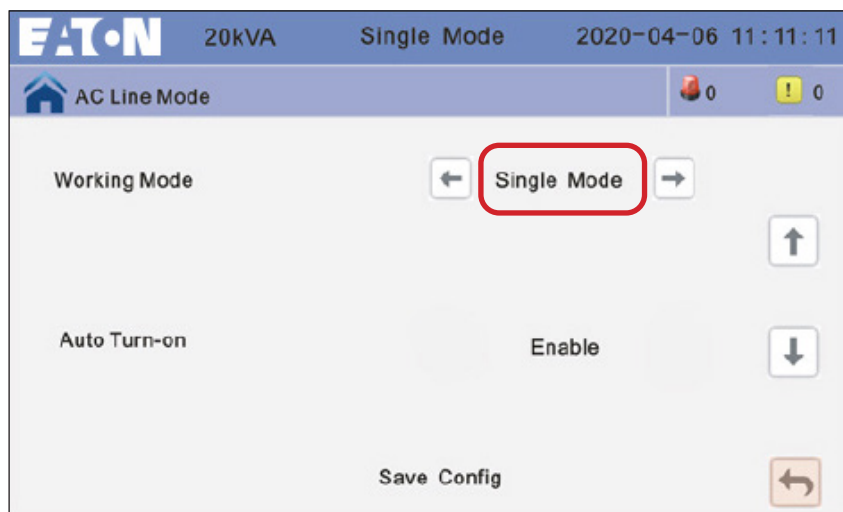 EATON 20kVA Single Mode 2020-04-06 11:11:11
AC Line Mode 0 ! 0
Working Mode ← Single Mode →
↑
Auto Turn-on Enable ↓
Save Config